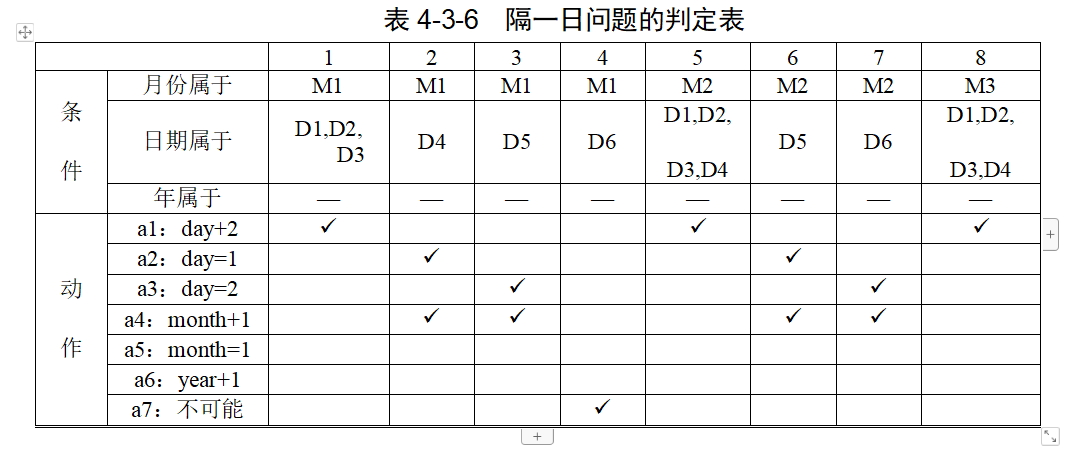 表 4-3-6 隔一日问题的判定表
1 2 3 4 5 6 7 8
条件
月份属于 M1 M1 M1 M1 M2 M2 M2 M3
日期属于 D1,D2, D3 D4 D5 D6 D1,D2, D3,D4 D5 D6 D1,D2, D3,D4
年属于 — — — — — — — —
动作
a1：day+2 ✓ ✓ ✓
a2：day=1 ✓ ✓
a3：day=2 ✓ ✓
a4：month+1 ✓ ✓ ✓ ✓
a5：month=1
a6：year+1
a7：不可能 ✓